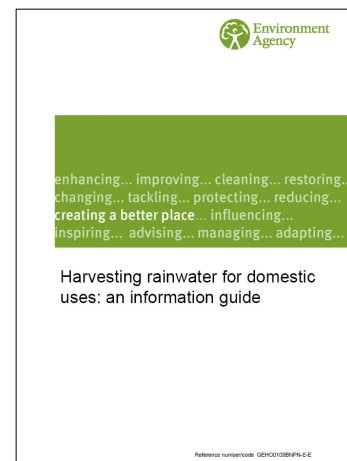 Environment
Agency
enhancing... improving... cleaning... restoring..
changing... tackling... protecting... reducing...
creating a better place... influencing...
inspiring... advising... managing... adapting...
Harvesting rainwater for domestic
uses: an information guide
Reference number/code GEHO0108BNPN-E-E